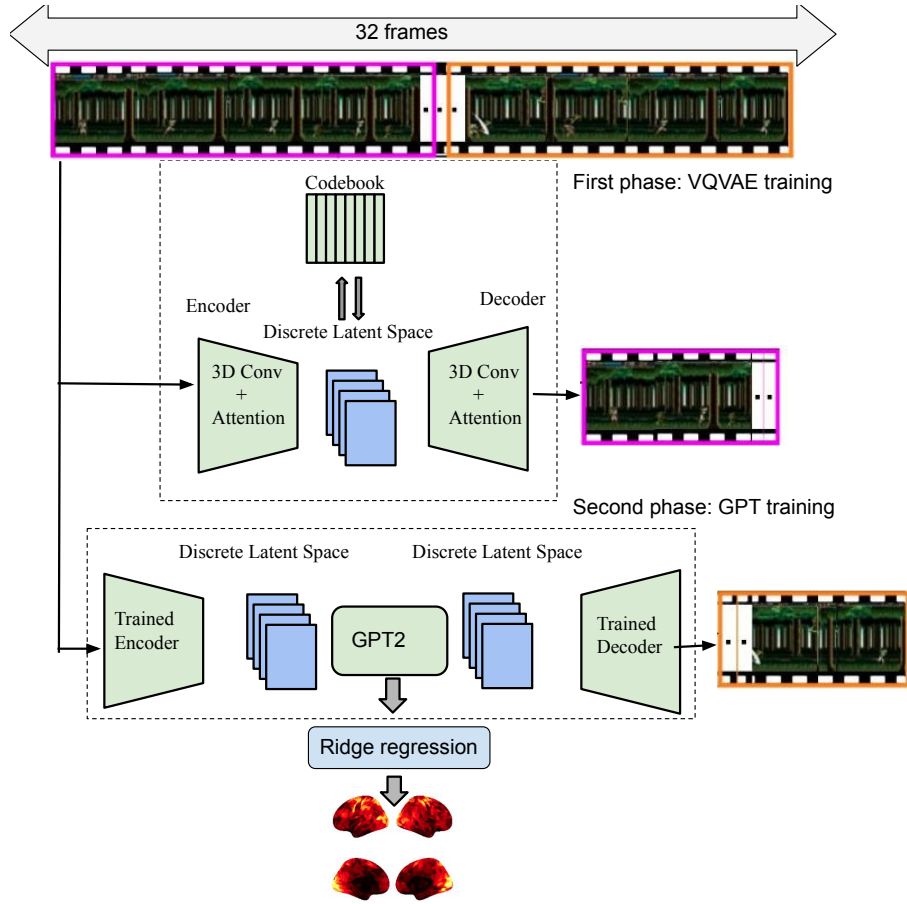 32 frames
First phase: VQVAE training
Codebook
Encoder
Decoder
Discrete Latent Space
3D Conv
+
Attention
3D Conv
+
Attention
Second phase: GPT training
Discrete Latent Space
Discrete Latent Space
Trained
Encoder
GPT2
Trained
Decoder
Ridge regression